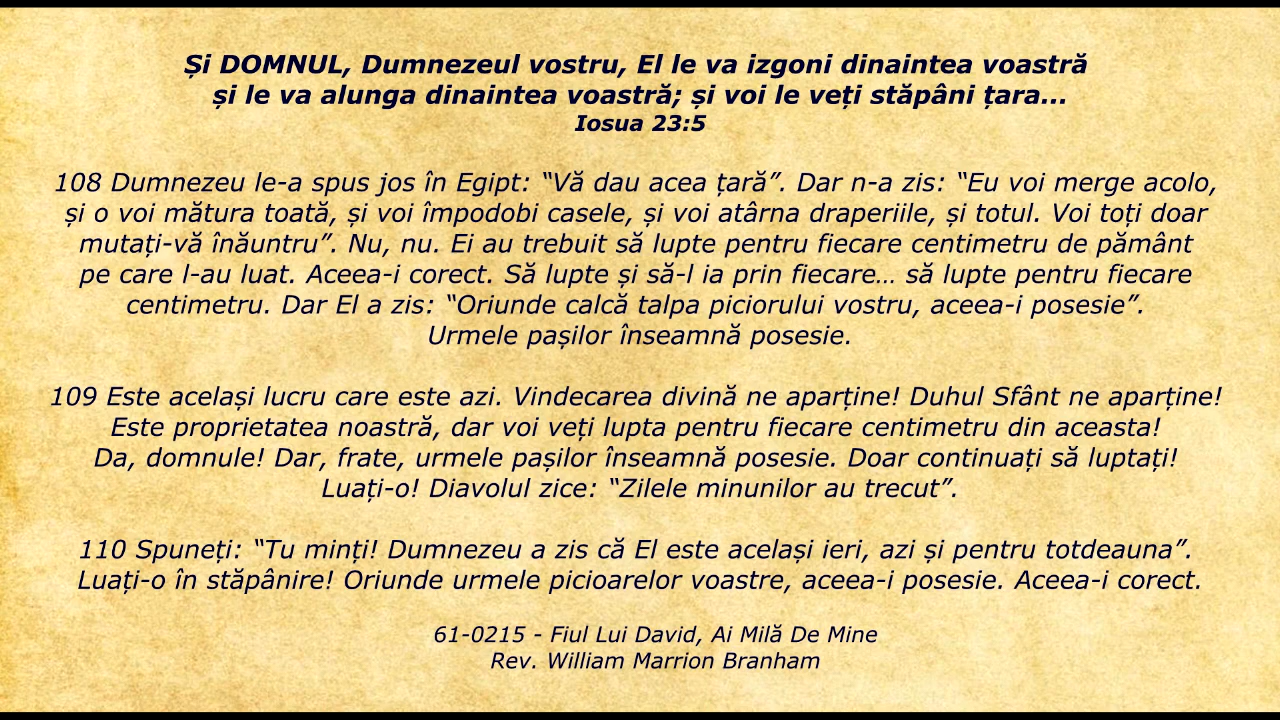 Și DOMNUL, Dumnezeul vostru, El le va izgoni dinaintea voastră
și le va alunga dinaintea voastră; și voi le veți stăpâni țara...
Iosua 23:5
108 Dumnezeu le-a spus jos în Egipt: “Vă dau acea țară”. Dar n-a zis: “Eu voi merge acolo,
și o voi mătura toată, și voi împodobi casele, și voi atârna draperiile, și totul. Voi toți doar
mutați-vă înăuntru”. Nu, nu. Ei au trebuit să lupte pentru fiecare centimetru de pământ
pe care l-au luat. Aceea-i corect. Să lupte și să-l ia prin fiecare... să lupte pentru fiecare
centimetru. Dar El a zis: “Oriunde calcă talpa piciorului vostru, aceea-i posesie”.
Urmele pașilor înseamnă posesie.
109 Este același lucru care este azi. Vindecarea divină ne aparține! Duhul Sfânt ne aparține!
Este proprietatea noastră, dar voi veți lupta pentru fiecare centimetru din aceasta!
Da, domnule! Dar, frate, urmele pașilor înseamnă posesie. Doar continuați să luptați!
Luați-o! Diavolul zice: “Zilele minunilor au trecut”.
110 Spuneți: “Tu minți! Dumnezeu a zis că El este același ieri, azi și pentru totdeauna”.
Luați-o în stăpânire! Oriunde urmele picioarelor voastre, aceea-i posesie. Aceea-i corect.
61-0215 - Fiul Lui David, Ai Milă De Mine
Rev. William Marrion Branham